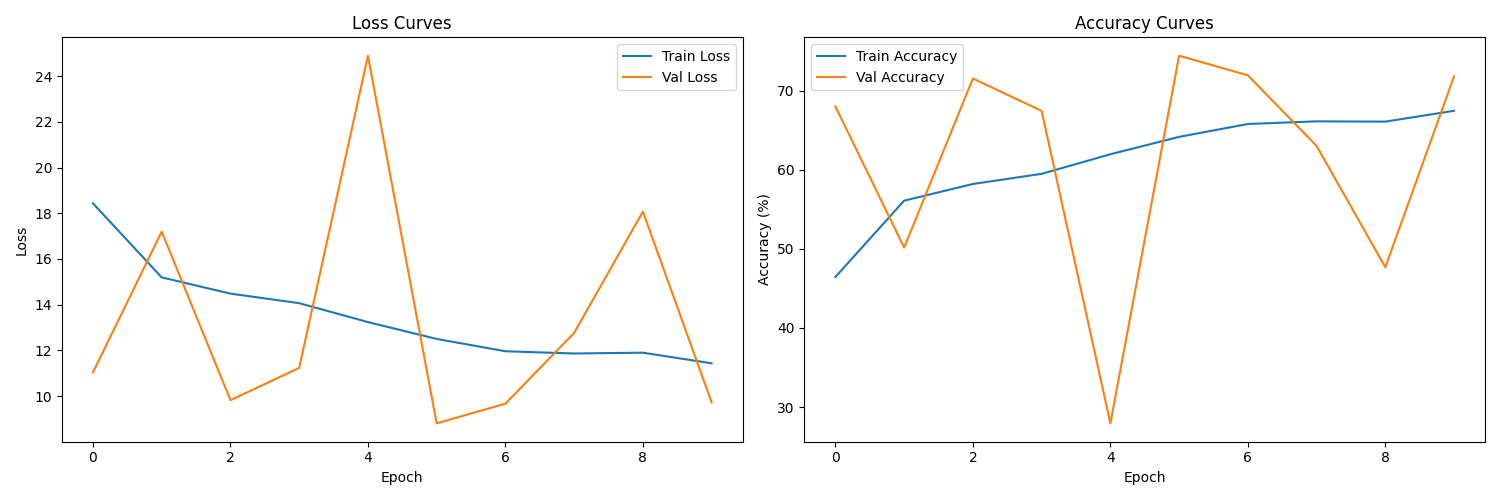 Loss Curves
Train Loss
Val Loss
24
22
20
18
16
14
12
10
Loss
0
2
4
6
8
Epoch
Accuracy Curves
Train Accuracy
Val Accuracy
70
60
50
40
30
Accuracy (%)
0
2
4
6
8
Epoch